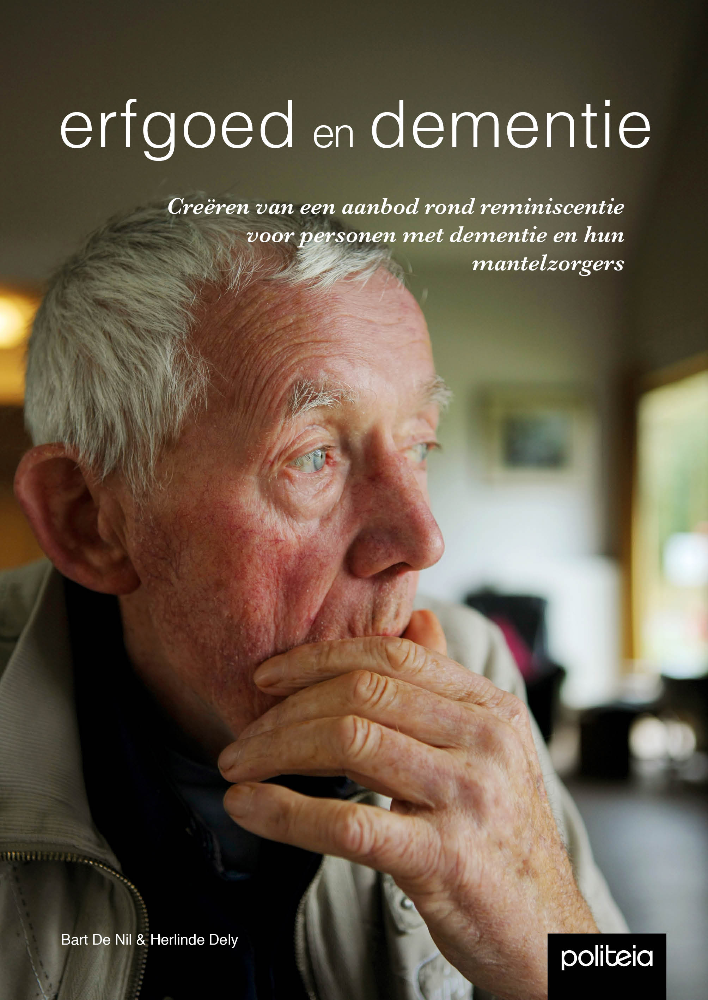 erfgoed en dementie
Creëren van een aanbod rond reminiscentie
voor personen met dementie en hun
mantelzorgers
Bart De Nil & Herlinde Dely
politeia